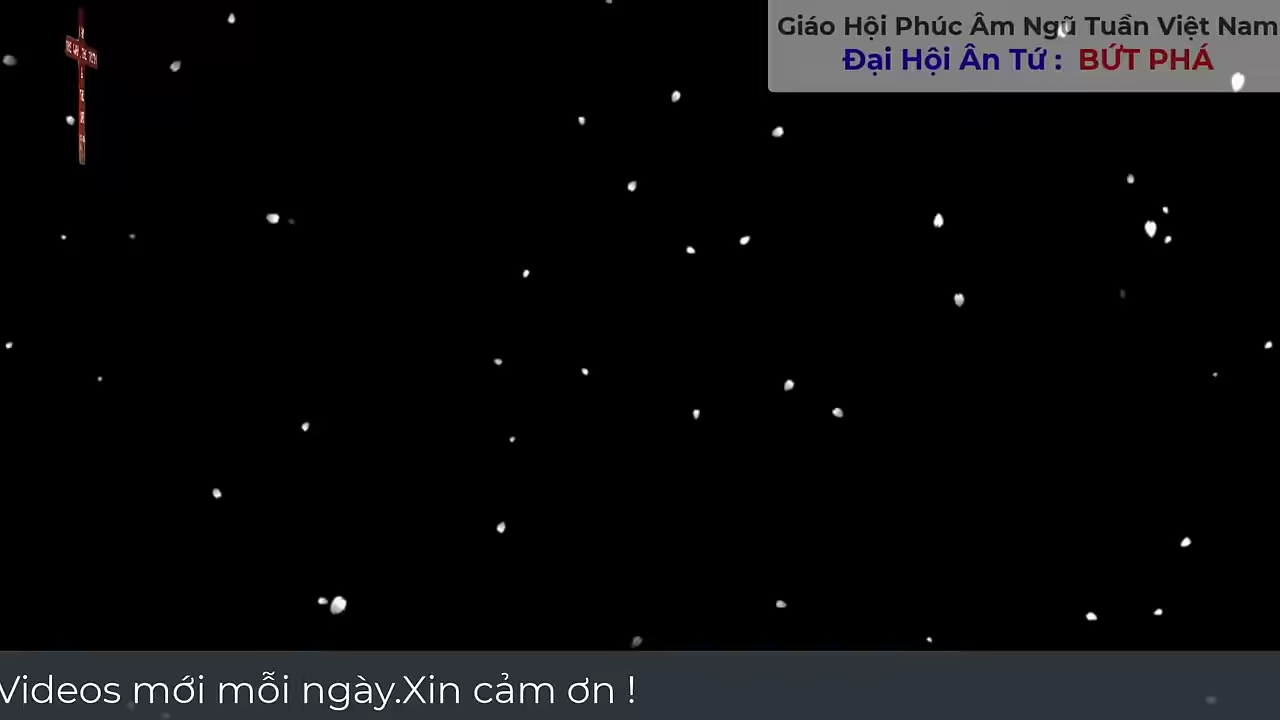 Giáo Hội Phúc Âm Ngũ Tuần Việt Nam
Đại Hội Ân Tứ : BỨT PHÁ
Videos mới mỗi ngày.Xin cảm ơn !